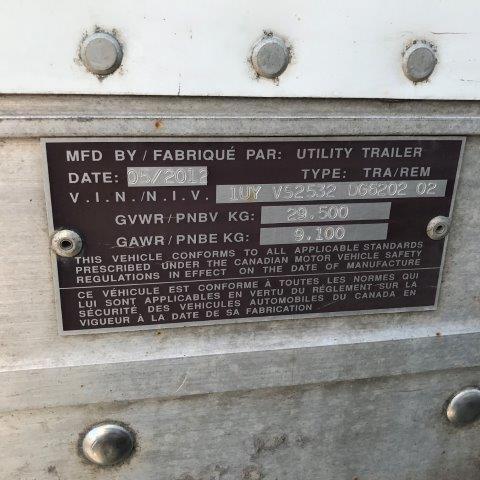 MFD BY / FABRIQUÉ PAR: UTILITY TRAILER
DATE: 05/2012 TYPE: TRA/REM
V.I.N./N.I.V. 1UY VS2532 DG6202 02
GVWR/PNBV KG: 29.500
GAWR/PNBE KG: 9.100
THIS VEHICLE CONFORMS TO ALL APPLICABLE STANDARDS
PRESCRIBED UNDER THE CANADIAN MOTOR VEHICLE SAFETY
REGULATIONS IN EFFECT ON THE DATE OF MANUFACTURE
CE VÉHICULE EST CONFORME À TOUTES LES NORMES QUI
LUI SONT APPLICABLES EN VERTU DU RÉGLEMENT SUR LA
SÉCURITÉ DES VEHICULES AUTOMOBILES DU CANADA EN
VIGUEUR À LA DATE DE SA FABRICATION